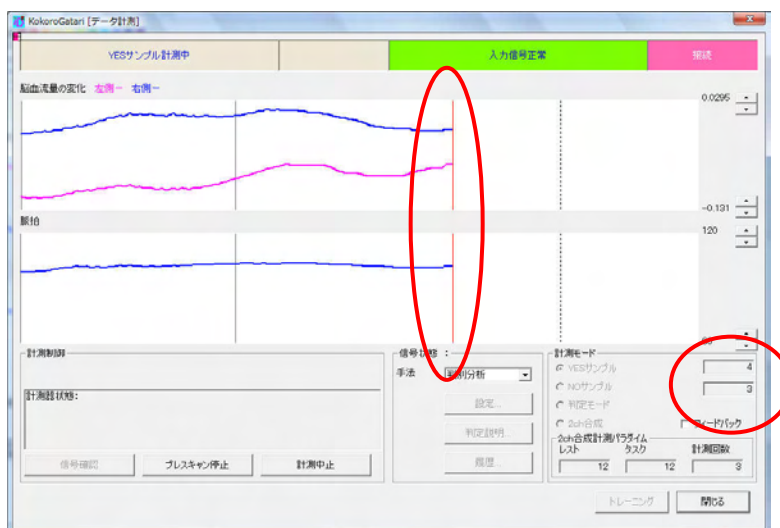 KokoroGatari [データ計測]
YESサンプル計測中 入力信号正常 接続
脳血流量の変化 左側ー 右側ー
0.0295
-0.131
脈拍
120
計測制御
信号状態 :
計測モード
手法
判別分析
YESサンプル 4
NOサンプル 3
計測器状態:
設定...
判定モード
判定説明...
2ch合成 フィードバック
2ch合成計測パラダイム
レスト タスク 計測回数
信号確認 プレスキャン停止 計測中止
履歴...
12 12 3
トレーニング 閉じる